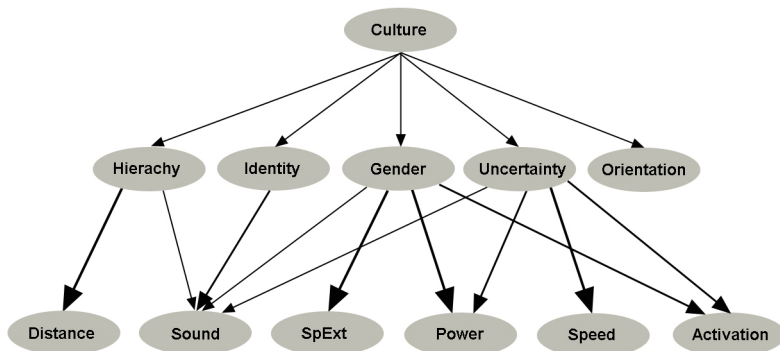 Culture
Hierachy
Identity
Gender
Uncertainty
Orientation
Distance
Sound
SpExt
Power
Speed
Activation